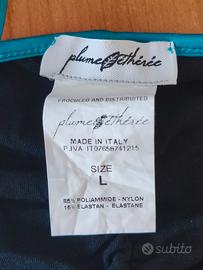 plume éthérée
PRODUCED AND DISTRIBUTED
plume éthérée
MADE IN ITALY
P.IVA IT07658741215
SIZE
L
85% POLIAMMIDE - NYLON
15% ELASTAN - ELASTANE
subito